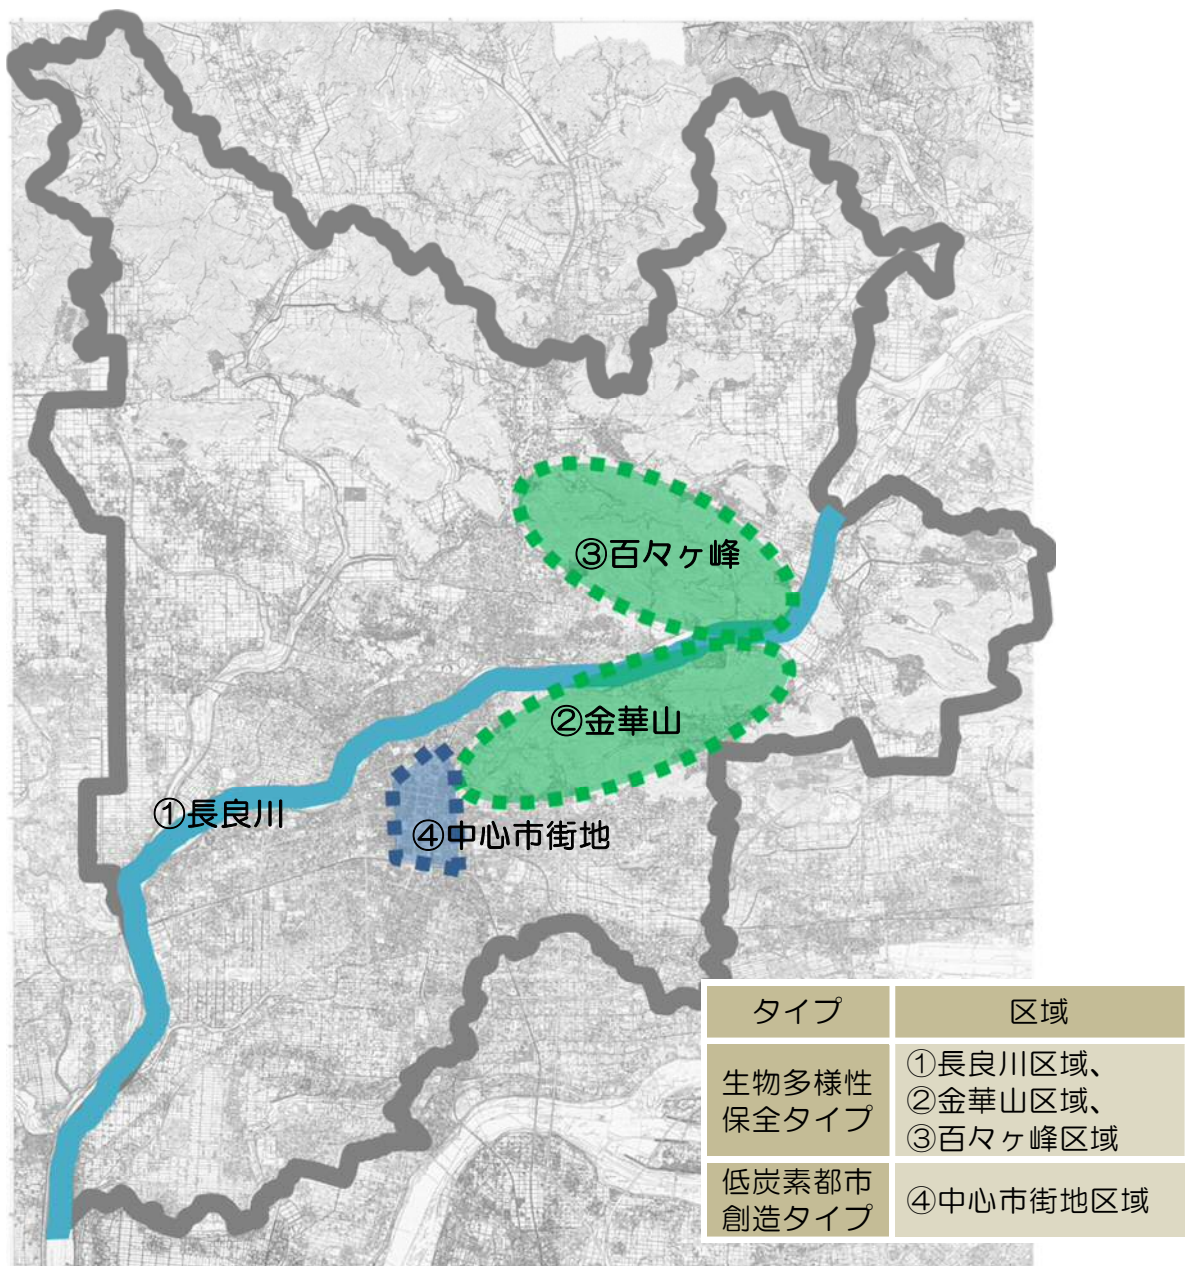 ③百々ヶ峰
②金華山
①長良川
④中心市街地
タイプ
区域
生物多様性
保全タイプ
①長良川区域、
②金華山区域、
③百々ヶ峰区域
低炭素都市
創造タイプ
④中心市街地区域